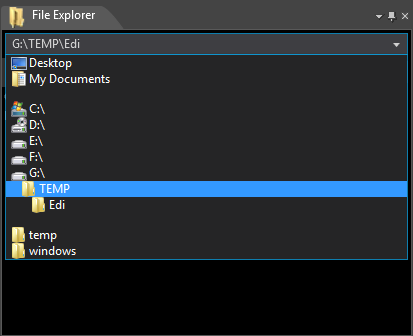 File Explorer
G:\TEMP\Edi
Desktop
My Documents
C:\
D:\
E:\
F:\
G:\
TEMP
Edi
temp
windows